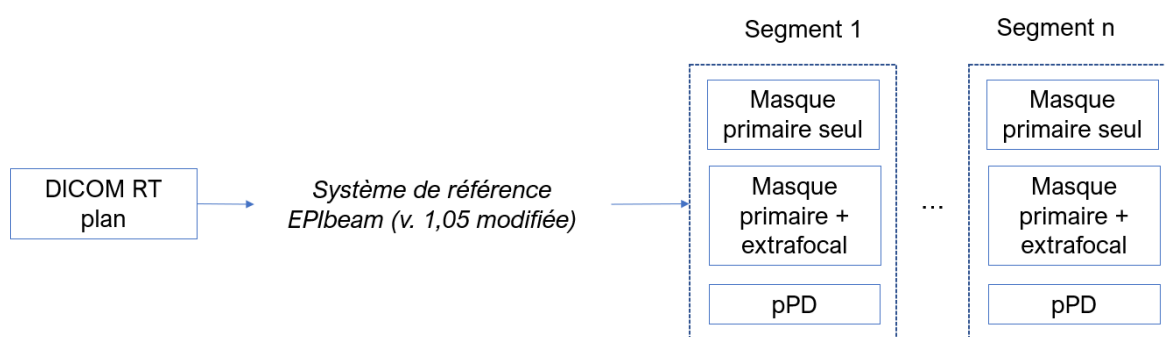 Segment 1
Segment n
Masque
primaire seul
Masque
primaire seul
DICOM RT
plan
Système de référence
EPIbeam (v. 1,05 modifiée)
Masque
primaire +
extrafocal
...
Masque
primaire +
extrafocal
pPD
pPD